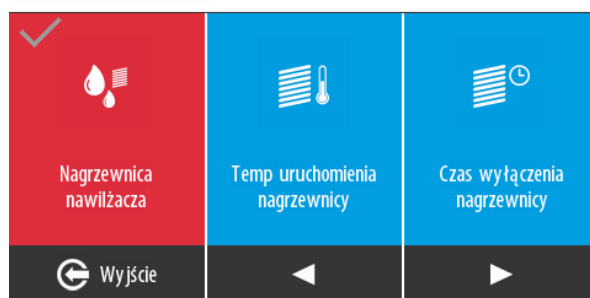 Nagrzewnica
nawilżacza
Temp uruchomienia
nagrzewnicy
Czas wyłączenia
nagrzewnicy
Wyjście